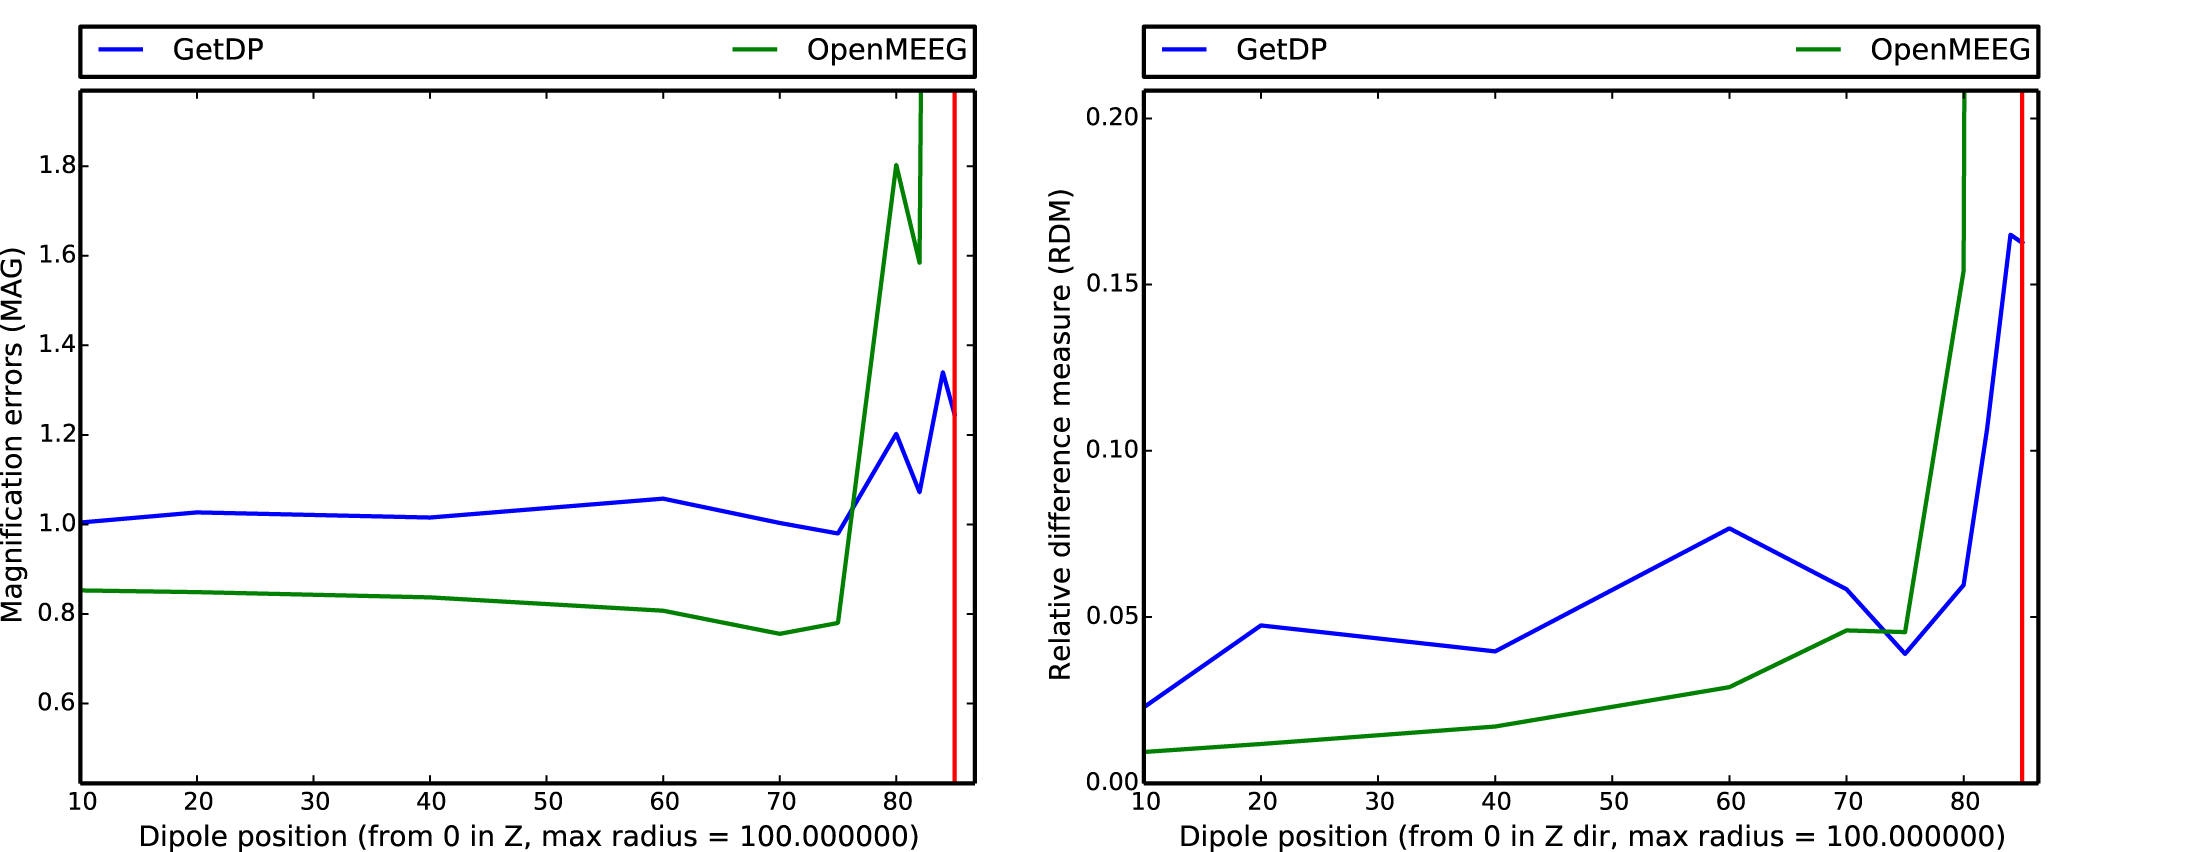 GetDP OpenMEEG
1.8
1.6
1.4
1.2
1.0
0.8
0.6
Magnification errors (MAG)
10 20 30 40 50 60 70 80
Dipole position (from 0 in Z, max radius = 100.000000)
GetDP OpenMEEG
0.20
0.15
0.10
0.05
0.00
Relative difference measure (RDM)
10 20 30 40 50 60 70 80
Dipole position (from 0 in Z dir, max radius = 100.000000)